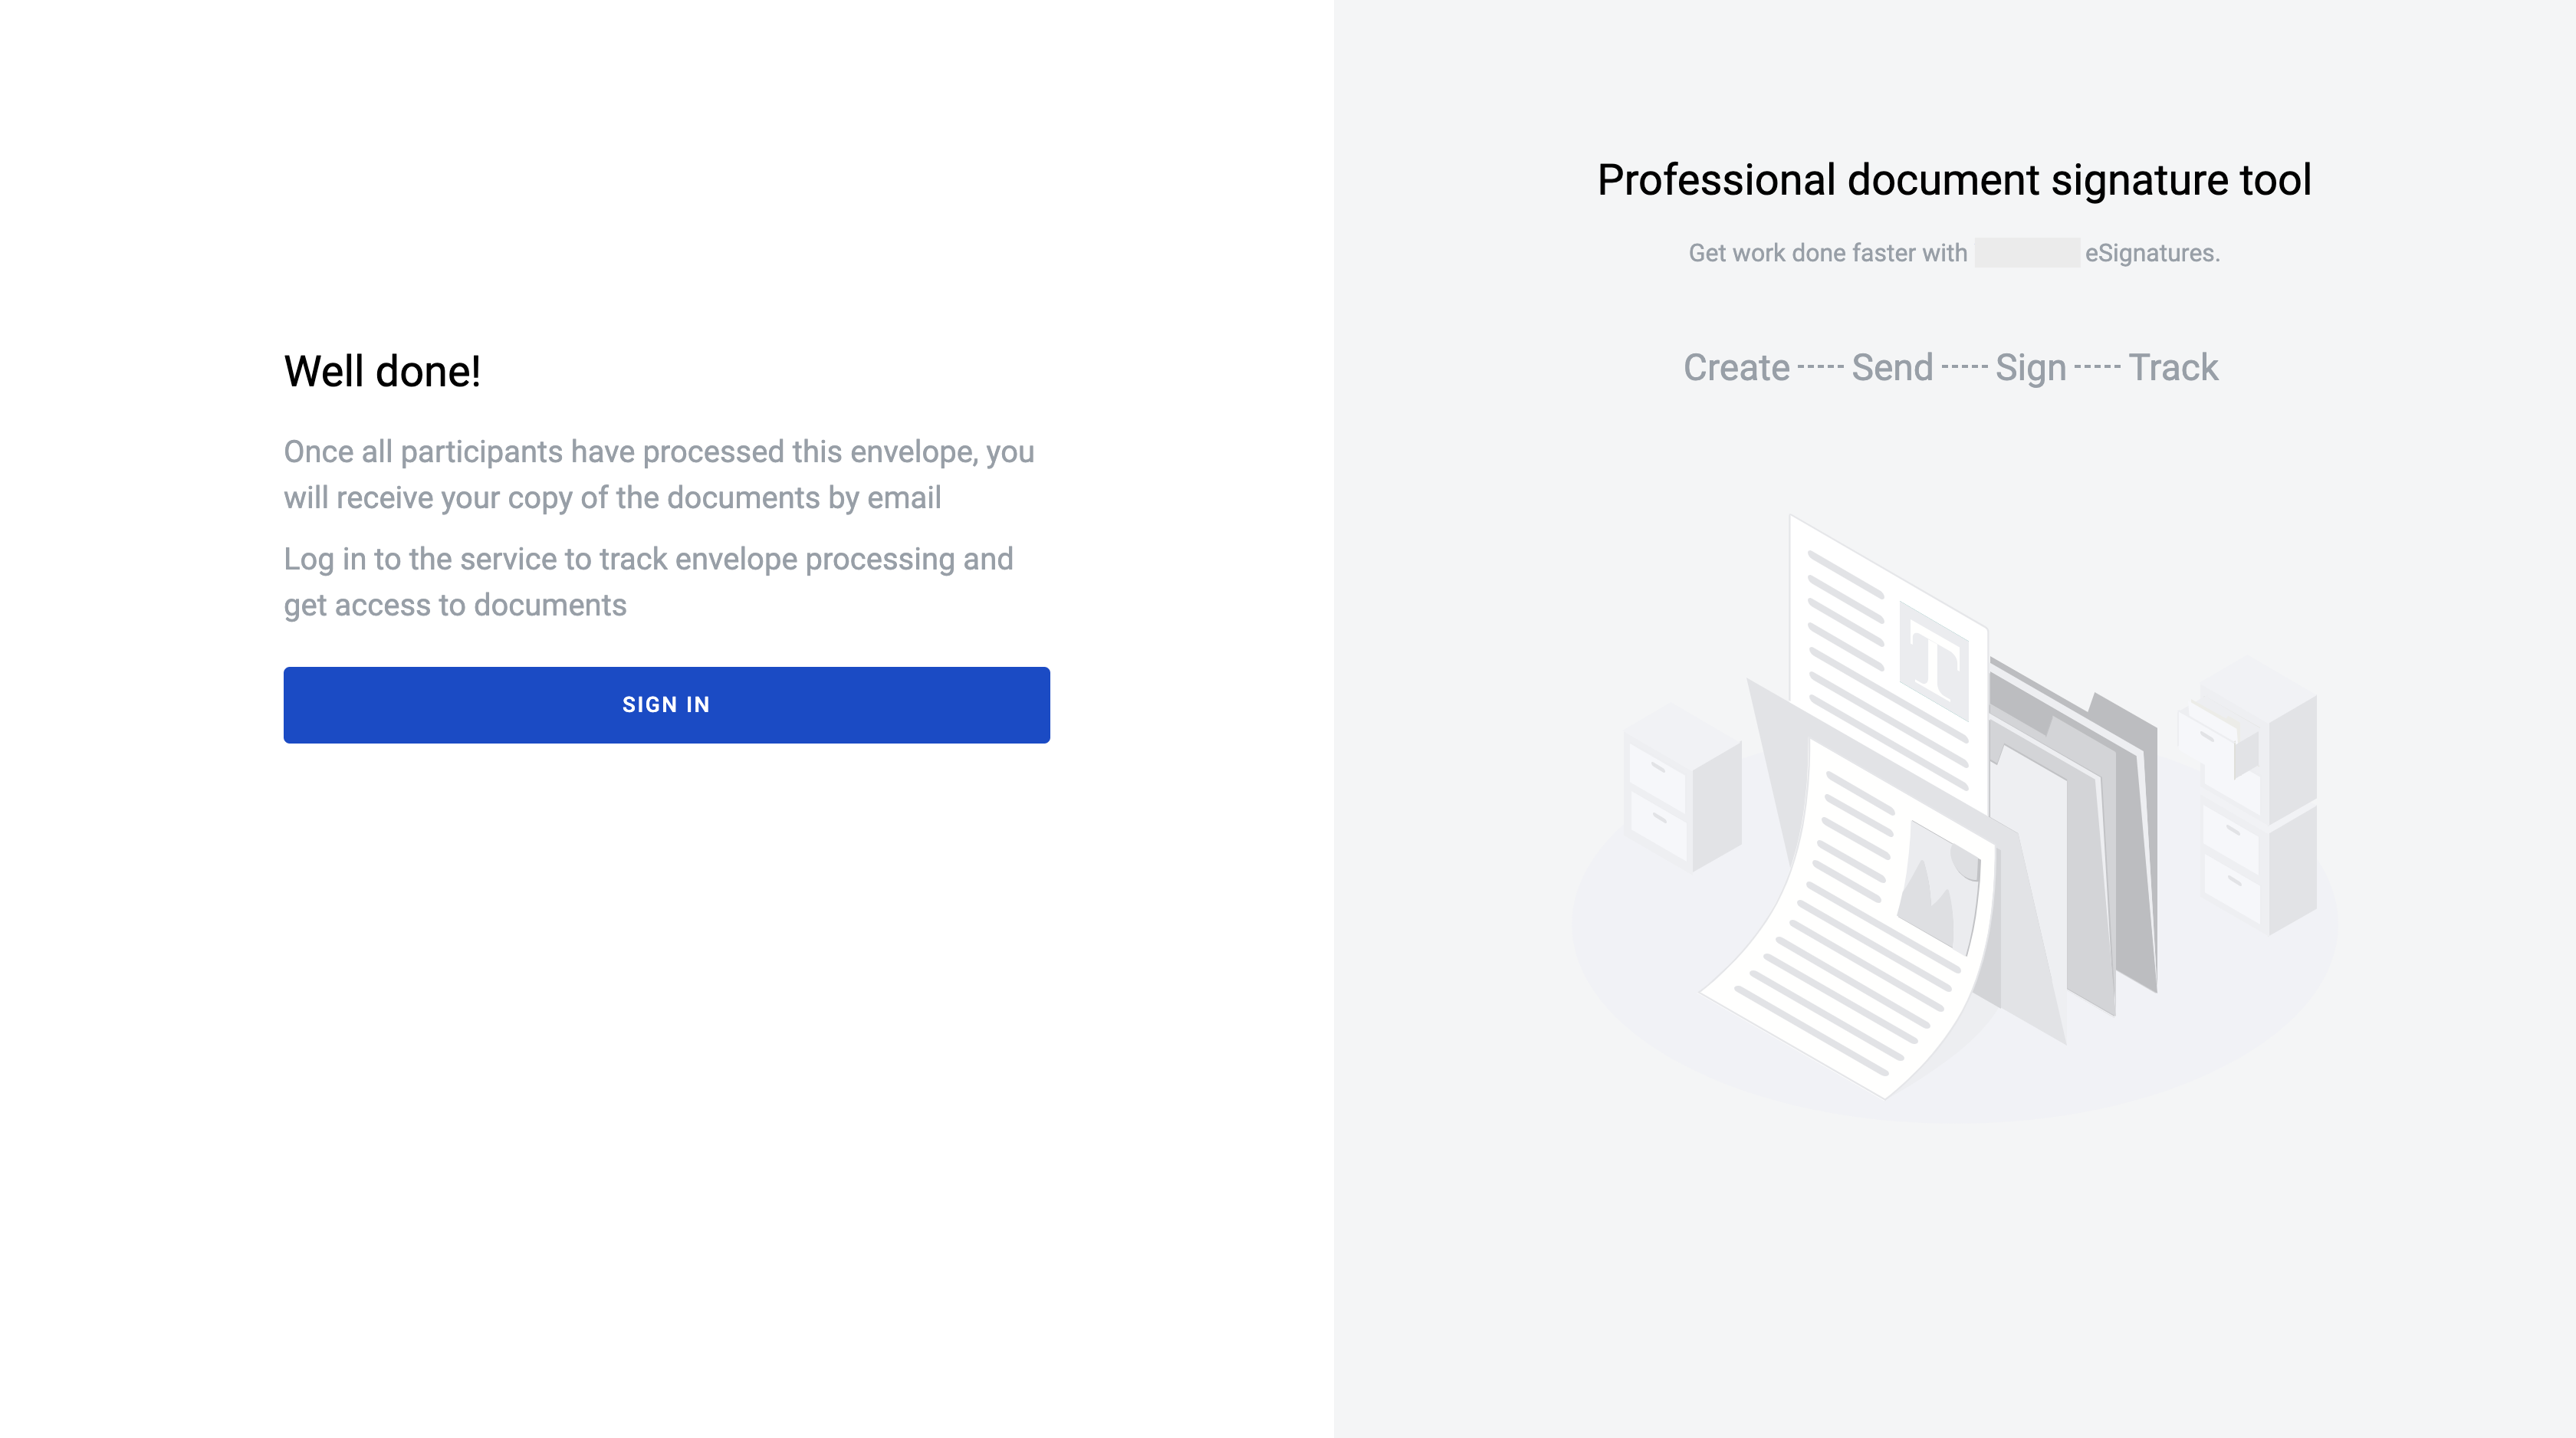 Well done!
Once all participants have processed this envelope, you
will receive your copy of the documents by email
Log in to the service to track envelope processing and
get access to documents
SIGN IN
Professional document signature tool
Get work done faster with eSignatures.
Create ----- Send ----- Sign ----- Track
T